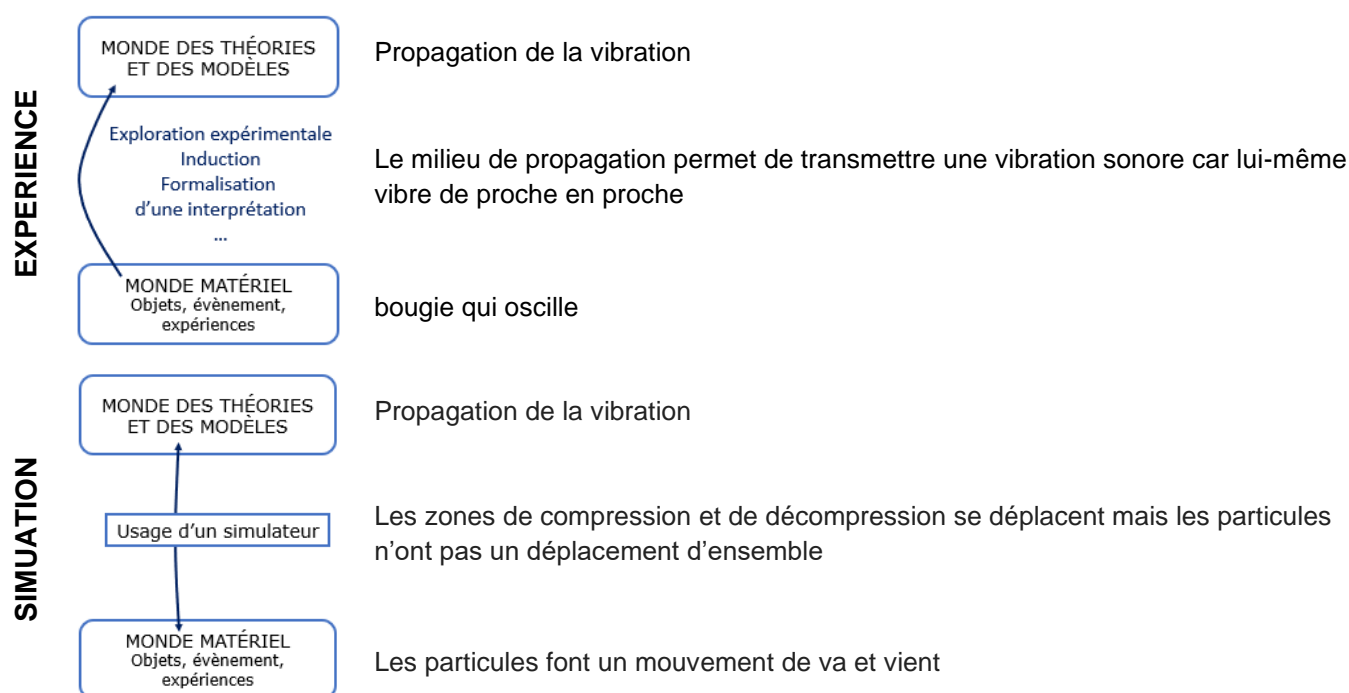 EXPERIENCE
MONDE DES THÉORIES
ET DES MODÈLES
Propagation de la vibration
Exploration expérimentale
Induction
Formalisation
d'une interprétation
...
Le milieu de propagation permet de transmettre une vibration sonore car lui-même
vibre de proche en proche
MONDE MATÉRIEL
Objets, évènement,
expériences
bougie qui oscille
SIMUATION
MONDE DES THÉORIES
ET DES MODÈLES
Propagation de la vibration
Usage d'un simulateur
Les zones de compression et de décompression se déplacent mais les particules
n'ont pas un déplacement d'ensemble
MONDE MATÉRIEL
Objets, évènement,
expériences
Les particules font un mouvement de va et vient